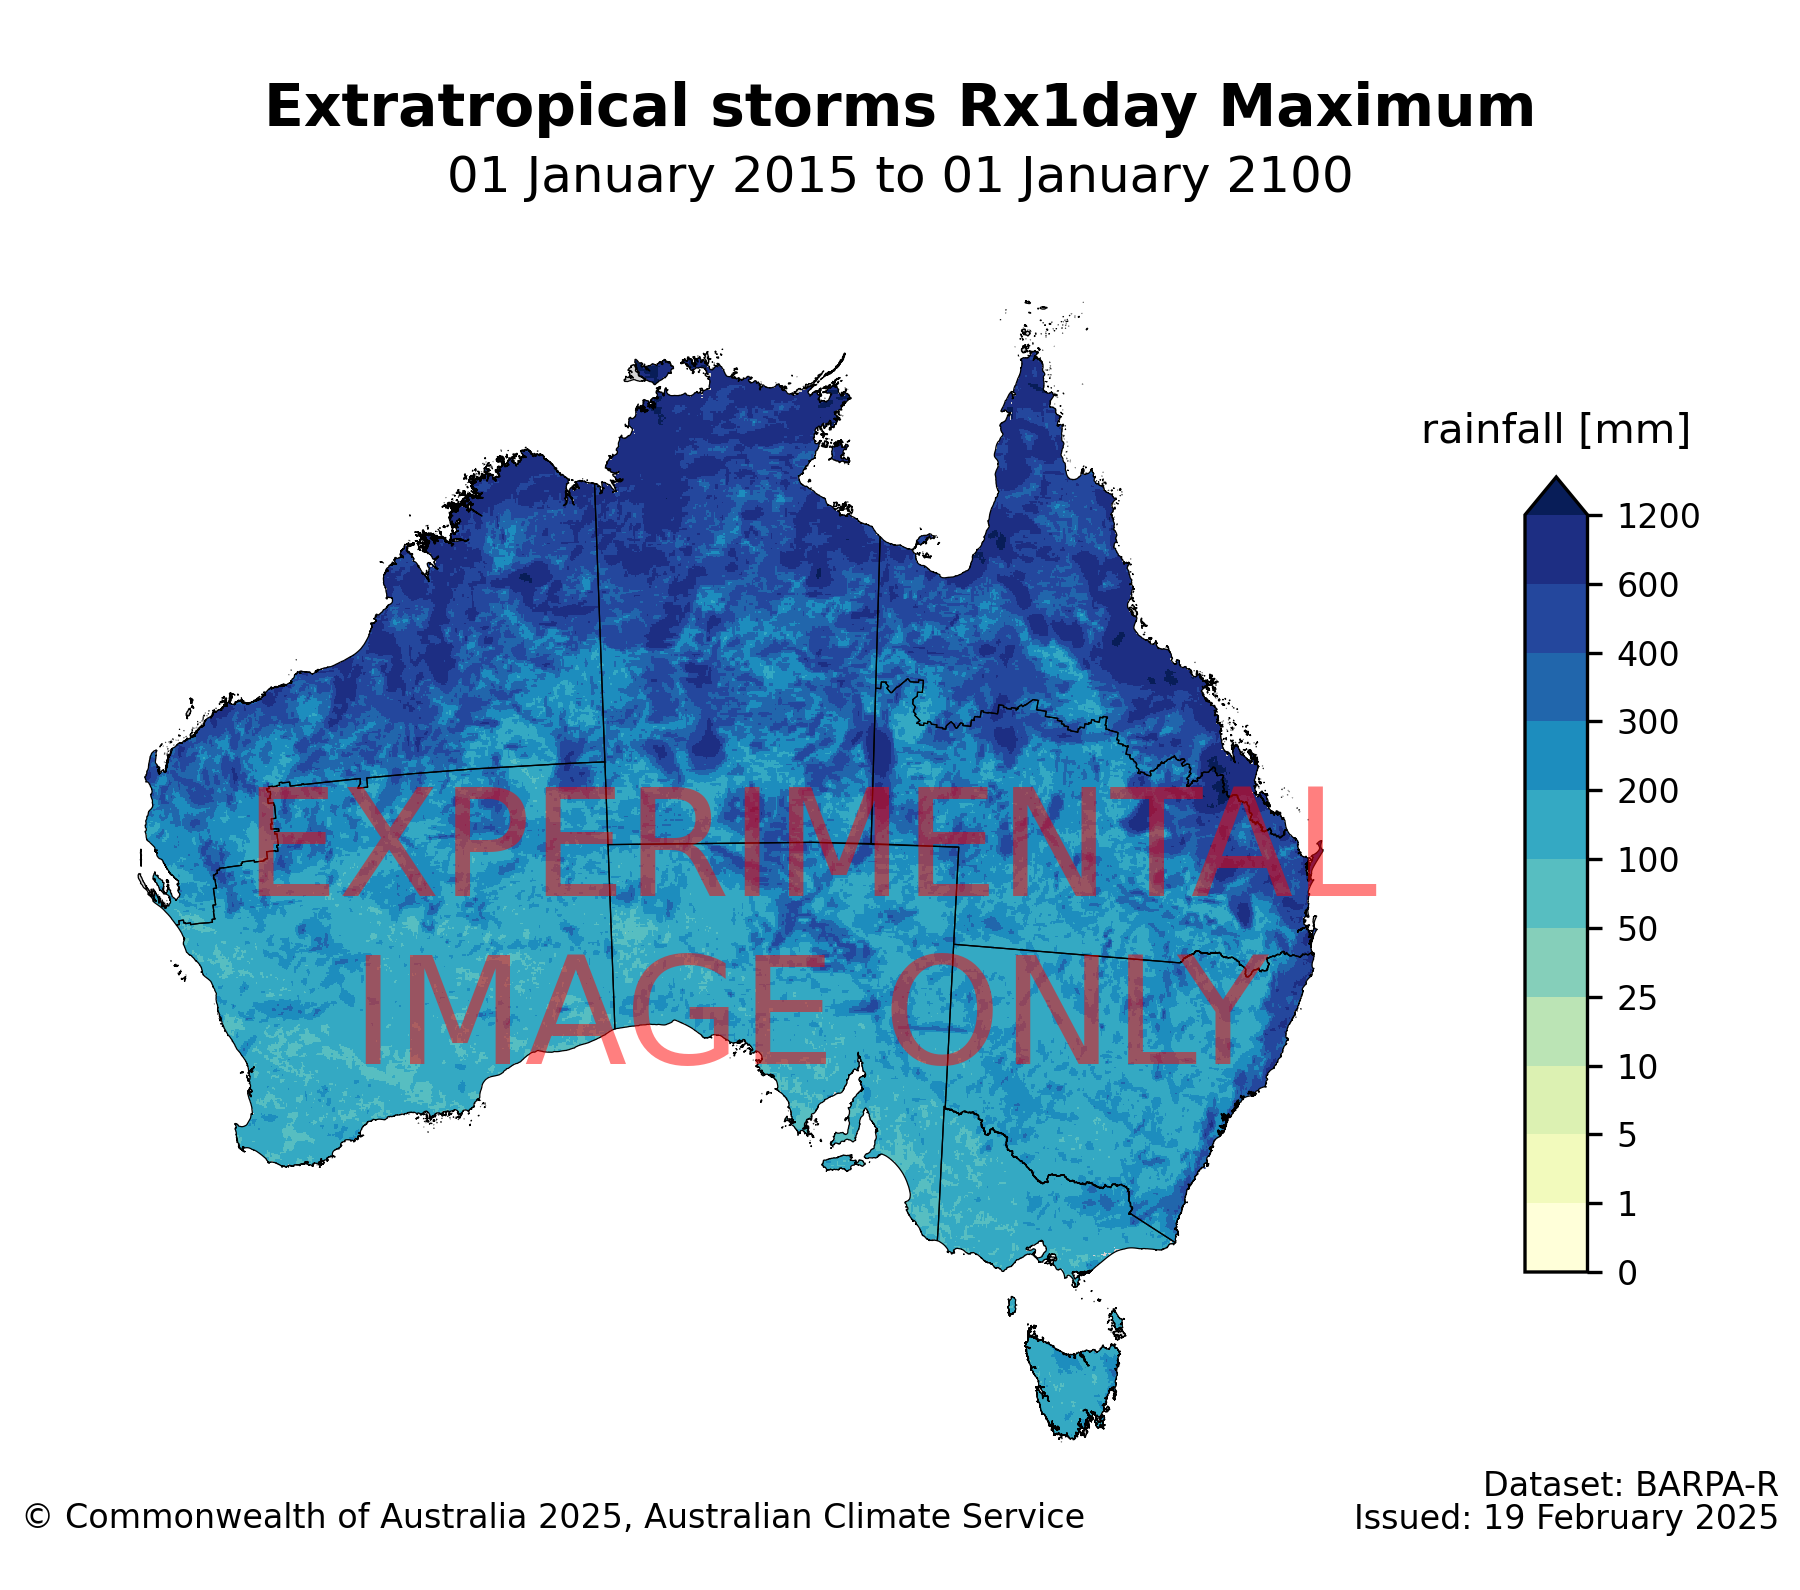 Extratropical storms Rx1day Maximum
01 January 2015 to 01 January 2100
rainfall [mm]
1200
600
400
300
200
100
50
25
10
5
1
0
EXPERIMENTAL
IMAGE ONLY
Dataset: BARPA-R
© Commonwealth of Australia 2025, Australian Climate Service
Issued: 19 February 2025